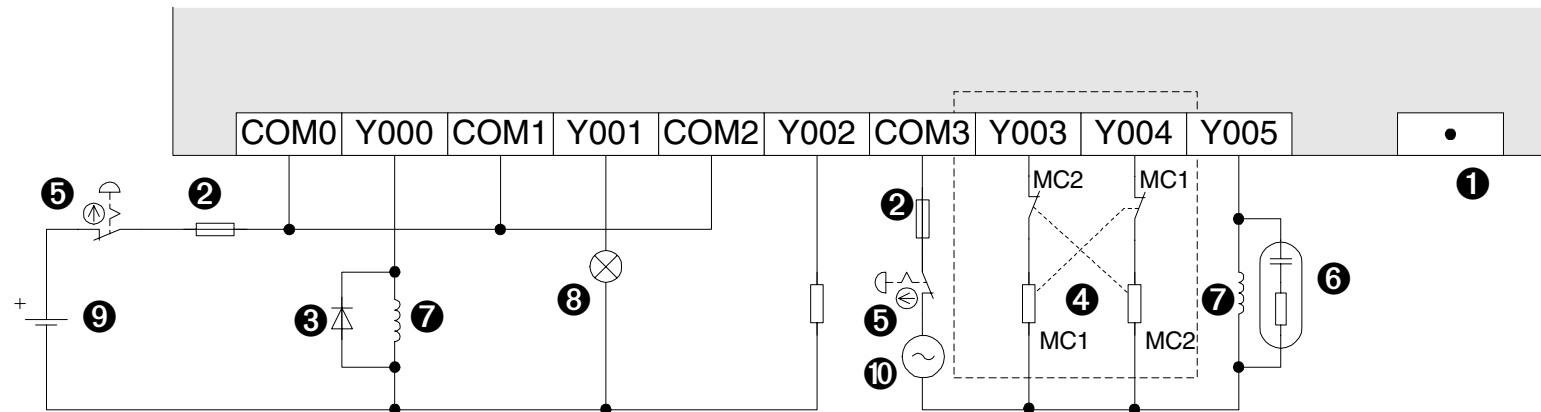 COM0 Y000 COM1 Y001 COM2 Y002 COM3 Y003 Y004 Y005
❶
MC2 MC1
❺ ❷ ❷
❻
+ ❾ ❸ ❼ ❽ ❺ ❹ ❼
MC1 MC2
❿